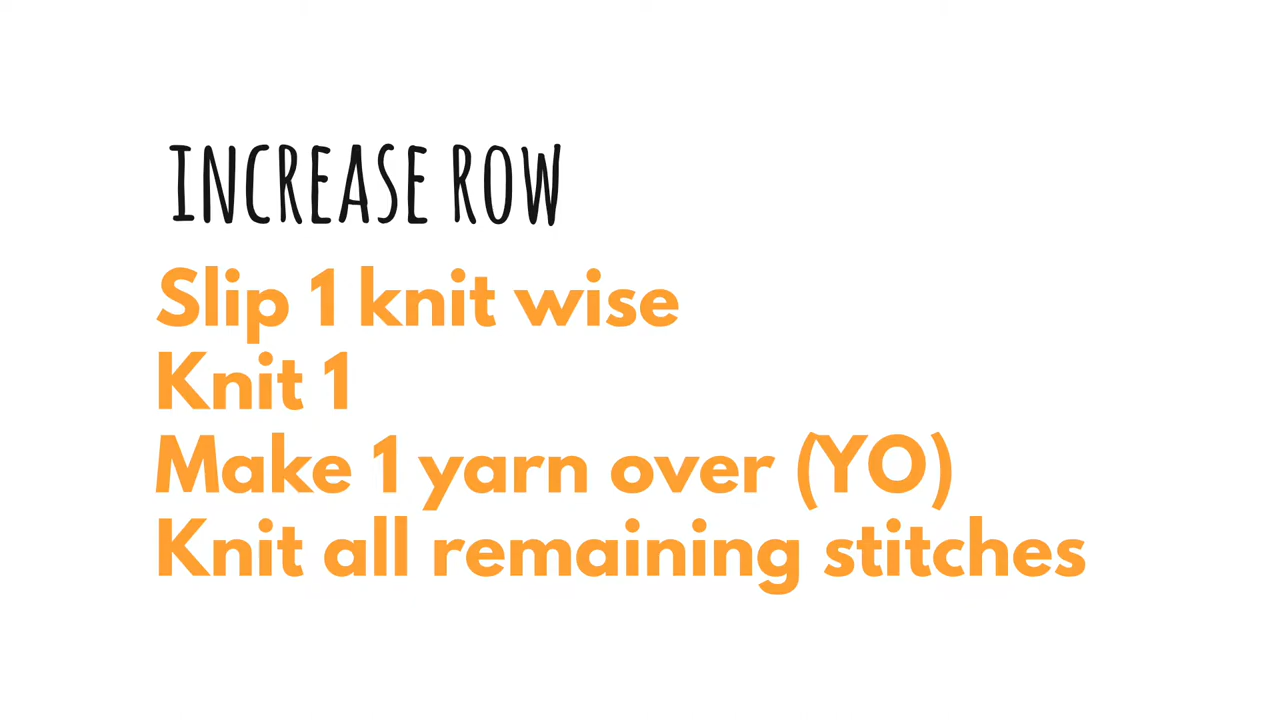 INCREASE ROW
Slip 1 knit wise
Knit 1
Make 1 yarn over (YO)
Knit all remaining stitches